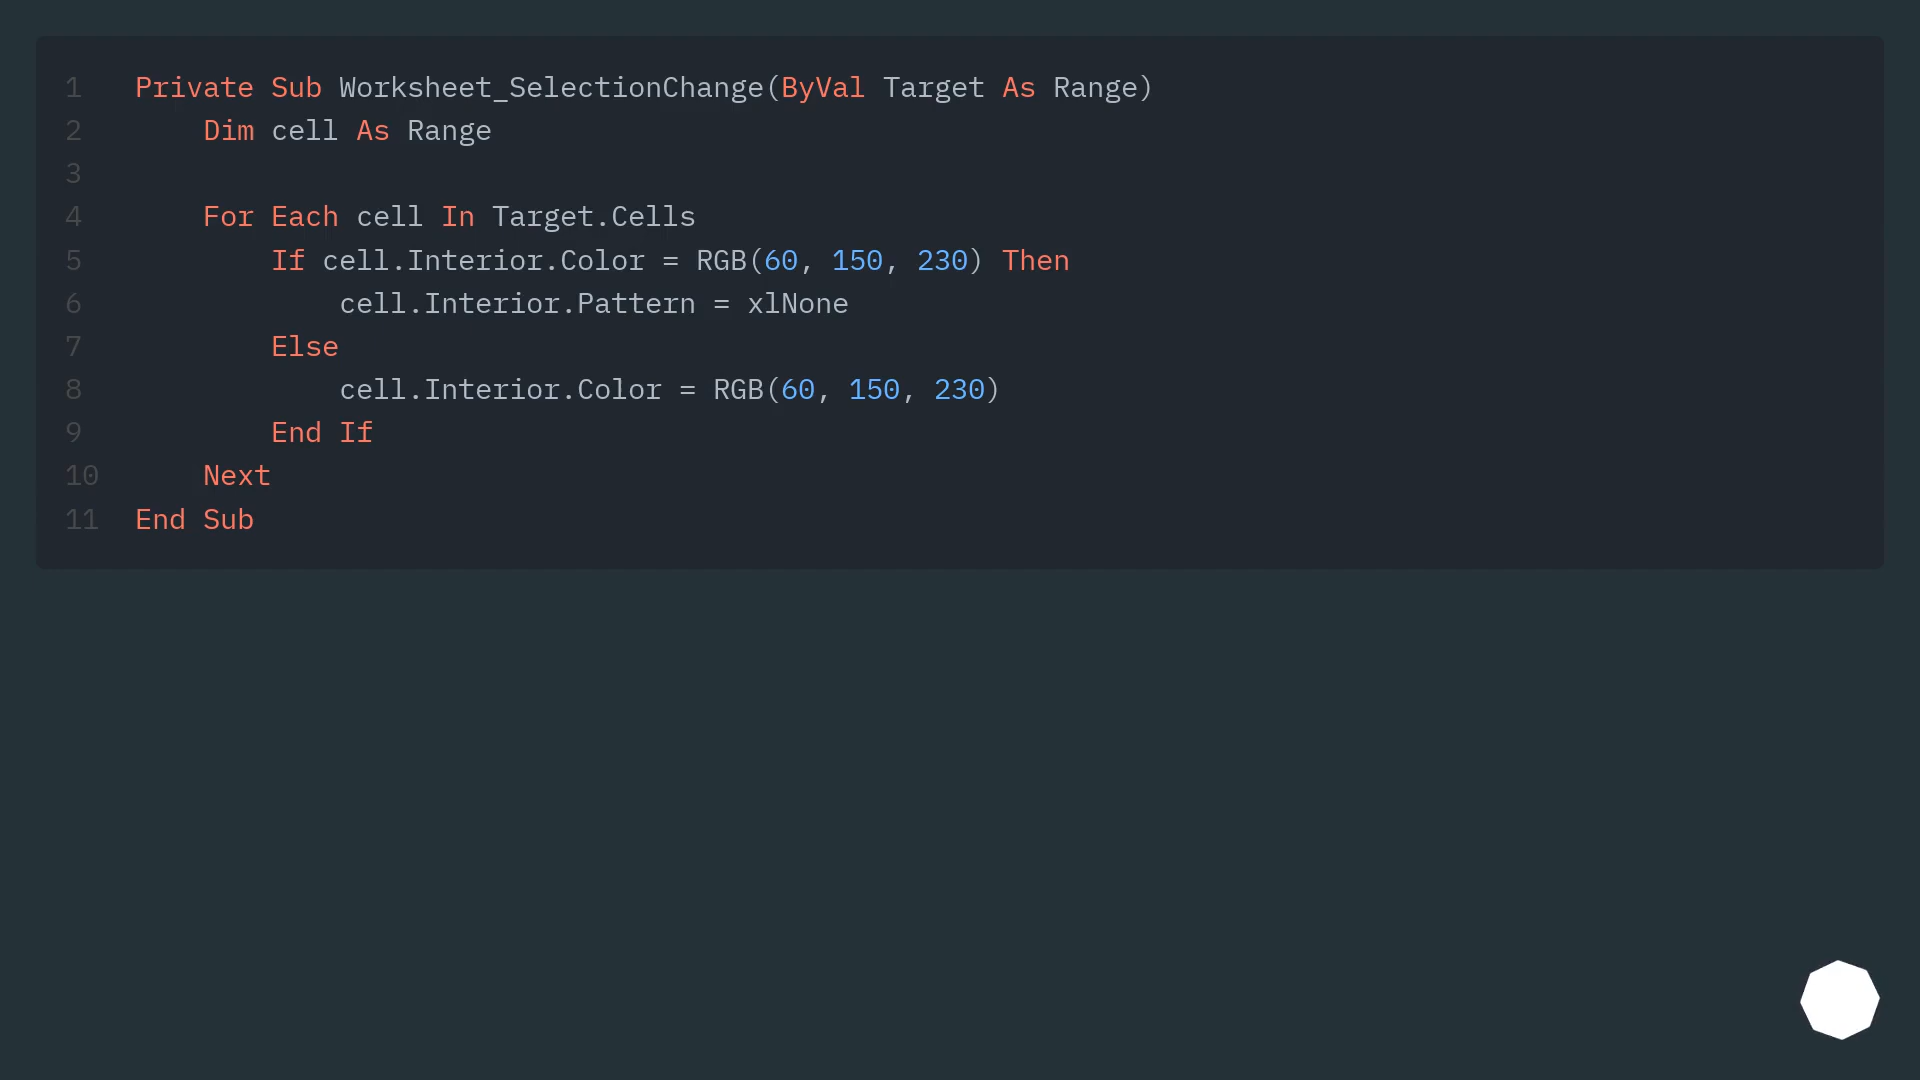 1 Private Sub Worksheet_SelectionChange(ByVal Target As Range)
2     Dim cell As Range
3
4     For Each cell In Target.Cells
5         If cell.Interior.Color = RGB(60, 150, 230) Then
6             cell.Interior.Pattern = xlNone
7         Else
8             cell.Interior.Color = RGB(60, 150, 230)
9         End If
10     Next
11 End Sub